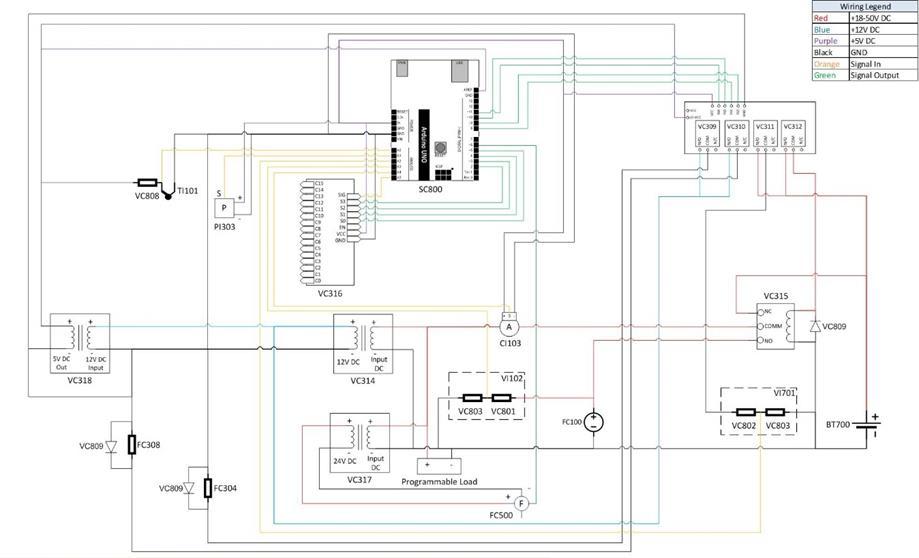 Wiring Legend
Red +18-50V DC
Blue +12V DC
Purple +5V DC
Black GND
Orange Signal In
Green Signal Output
VC309 VC310 VC311 VC312
Arduino UNO
SC800
VC808
TI101
S
P
+
-
PI303
C15
C14
C13
C12
C11
C10
C9
C8
C7
C6
C5
C4
C3
C2
C1
C0
SIG
S3
S2
S1
S0
EN
VCC
GND
VC316
VC315
NC
COMM
NO
VC809
A
CI103
5V DC
Out
12V DC
Input
VC318
12V DC
Input
DC
VC314
VI102
VC803 VC801
FC100
VI701
VC802 VC803
BT700
+
-
VC809
FC308
VC809
FC304
24V DC
Input
DC
VC317
+ -
Programmable Load
+
-
F
FC500